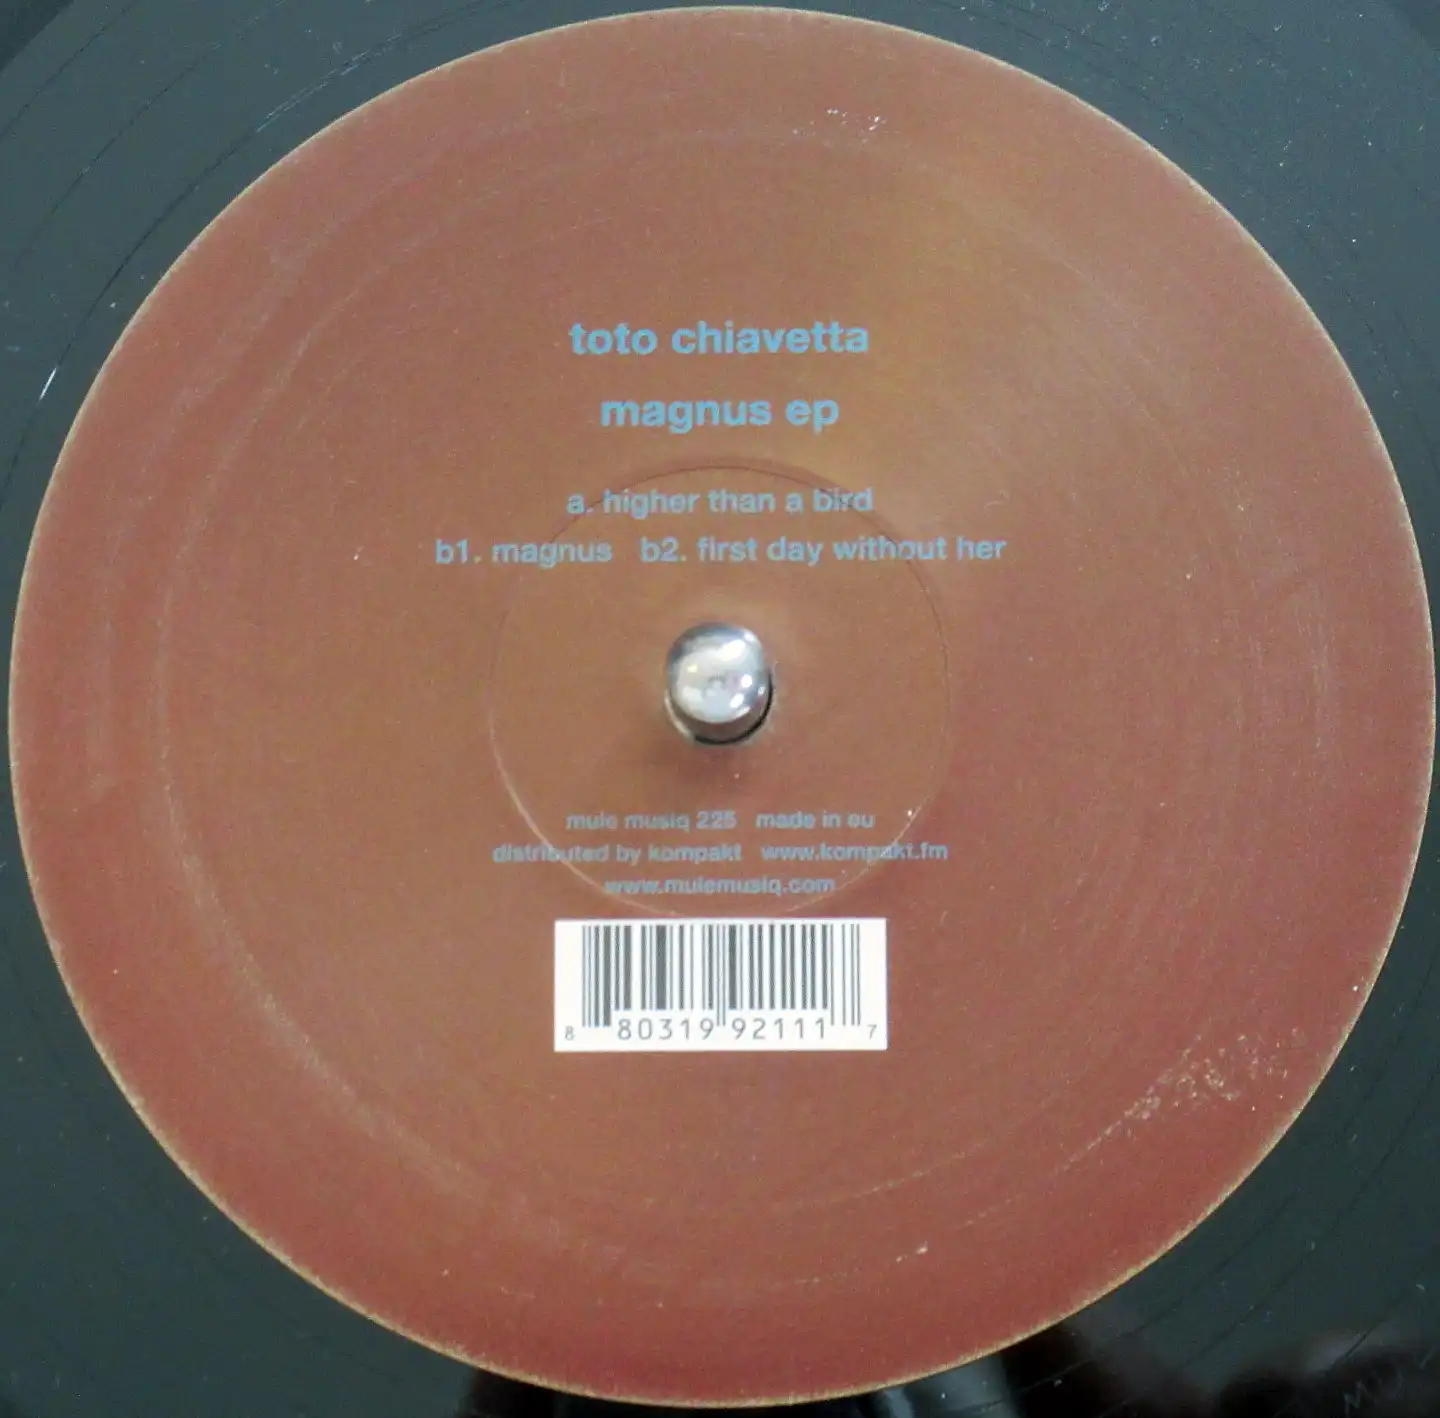 toto chiavetta
magnus ep
a. higher than a bird
b1. magnus b2. first day without her
mule musiq 225 made in eu
distributed by kompakt www.kompakt.fm
www.mulemusiq.com
8 80319 92111 7